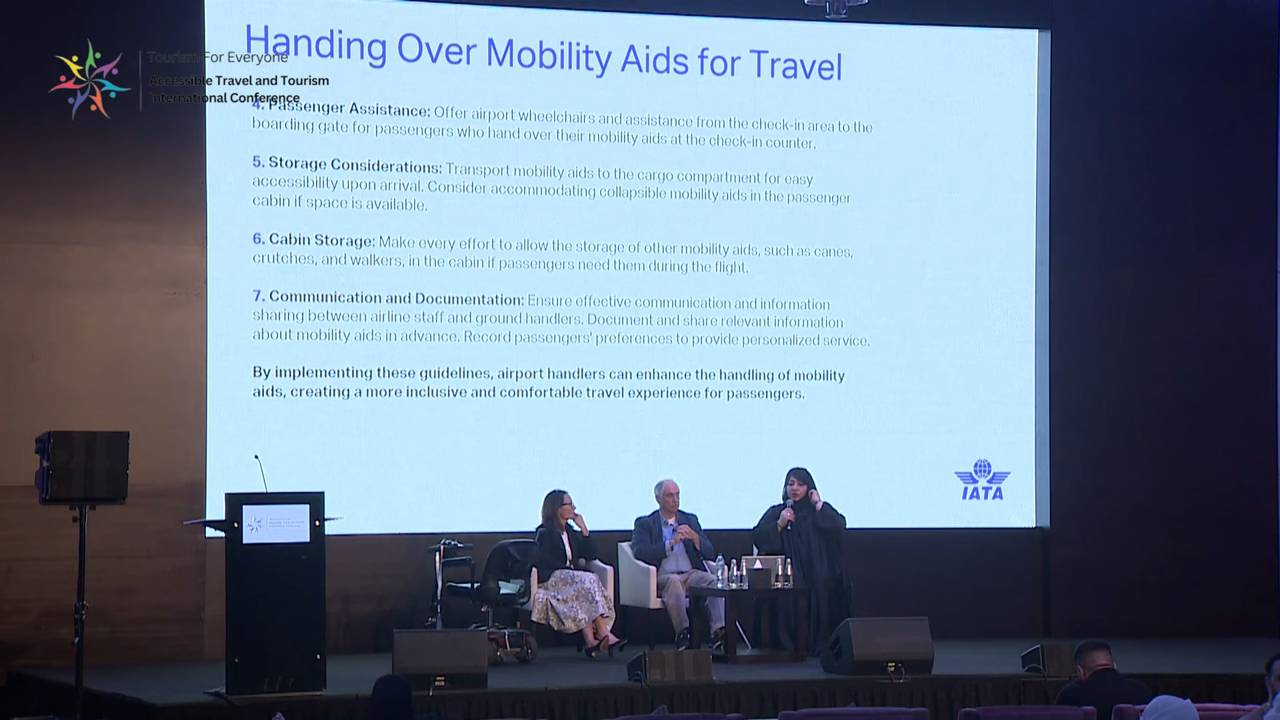 Handing Over Mobility Aids for Travel
Tourism For Everyone
Accessible Travel and Tourism
International Conference
4. Passenger Assistance: Offer airport wheelchairs and assistance from the check-in area to the
boarding gate for passengers who hand over their mobility aids at the check-in counter.
5. Storage Considerations: Transport mobility aids to the cargo compartment for easy
accessibility upon arrival. Consider accommodating collapsible mobility aids in the passenger
cabin if space is available.
6. Cabin Storage: Make every effort to allow the storage of other mobility aids, such as canes,
crutches, and walkers, in the cabin if passengers need them during the flight.
7. Communication and Documentation: Ensure effective communication and information
sharing between airline staff and ground handlers. Document and share relevant information
about mobility aids in advance. Record passengers' preferences to provide personalized service.
By implementing these guidelines, airport handlers can enhance the handling of mobility
aids, creating a more inclusive and comfortable travel experience for passengers.
IATA